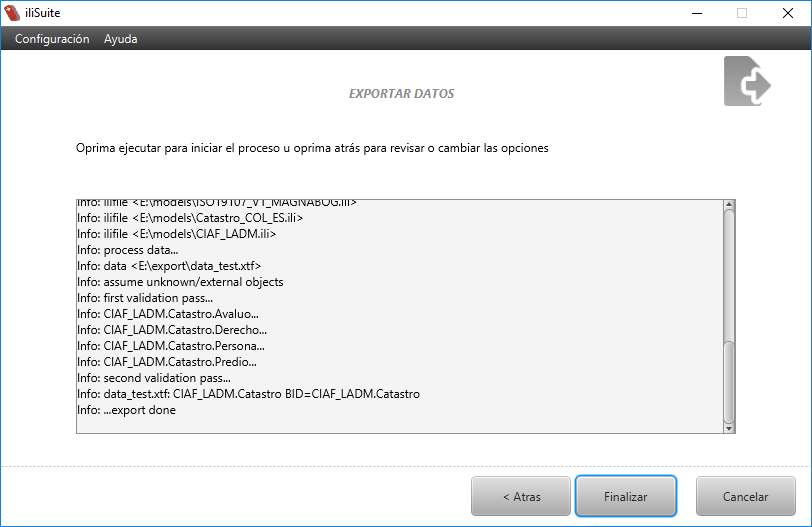 iliSuite
Configuración Ayuda
EXPORTAR DATOS
Oprima ejecutar para iniciar el proceso u oprima atrás para revisar o cambiar las opciones
Info: ilifile <E:\models\ISO19107_V1_MAGNABOG.ili>
Info: ilifile <E:\models\Catastro_COL_ES.ili>
Info: ilifile <E:\models\CIAF_LADM.ili>
Info: process data...
Info: data <E:\export\data_test.xtf>
Info: assume unknown/external objects
Info: first validation pass...
Info: CIAF_LADM.Catastro.Avaluo...
Info: CIAF_LADM.Catastro.Derecho...
Info: CIAF_LADM.Catastro.Persona...
Info: CIAF_LADM.Catastro.Predio...
Info: second validation pass...
Info: data_test.xtf: CIAF_LADM.Catastro BID=CIAF_LADM.Catastro
Info: ...export done
< Atras Finalizar Cancelar